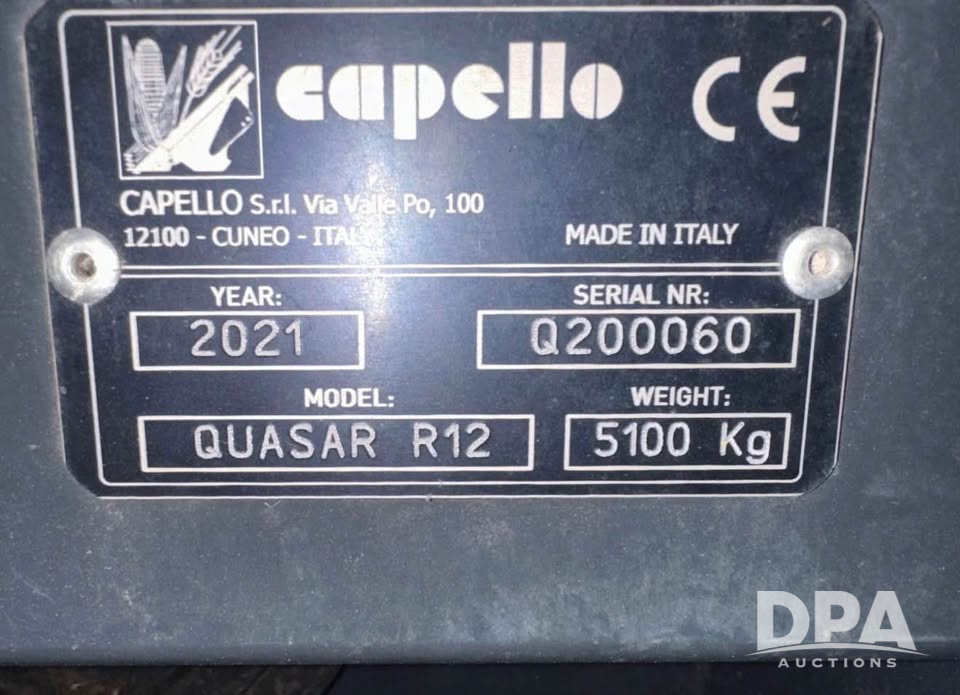 capello CE
CAPELLO S.r.l. Via Valle Po, 100
12100 - CUNEO - ITALY
MADE IN ITALY
YEAR:
2021
SERIAL NR:
Q200060
MODEL:
QUASAR R12
WEIGHT:
5100 Kg
DPA
AUCTIONS